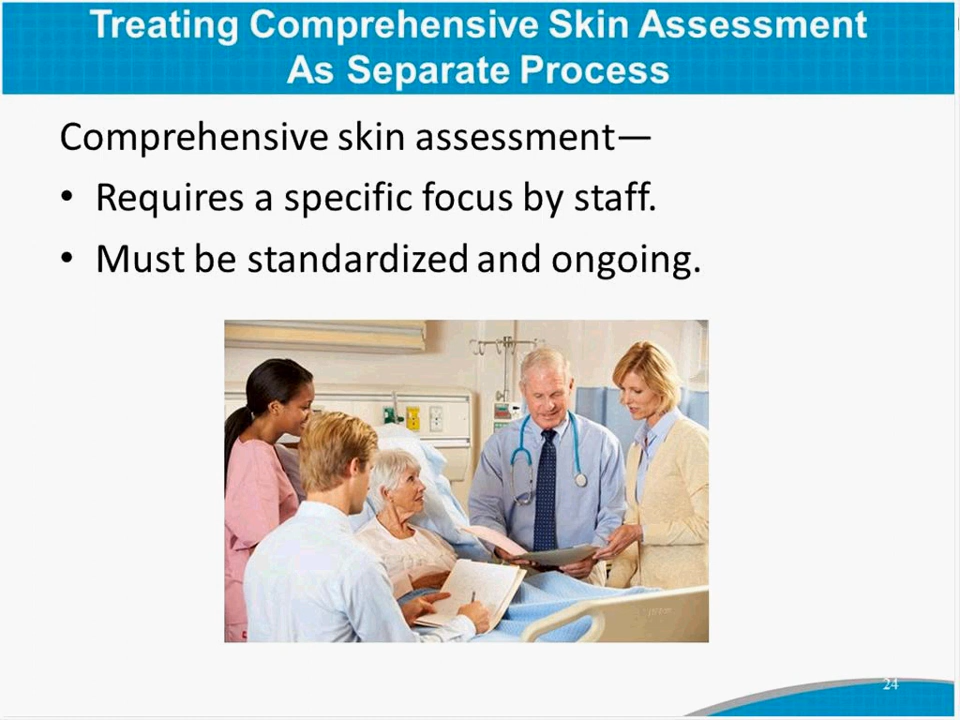 Treating Comprehensive Skin Assessment
As Separate Process
Comprehensive skin assessment—
• Requires a specific focus by staff.
• Must be standardized and ongoing.
24